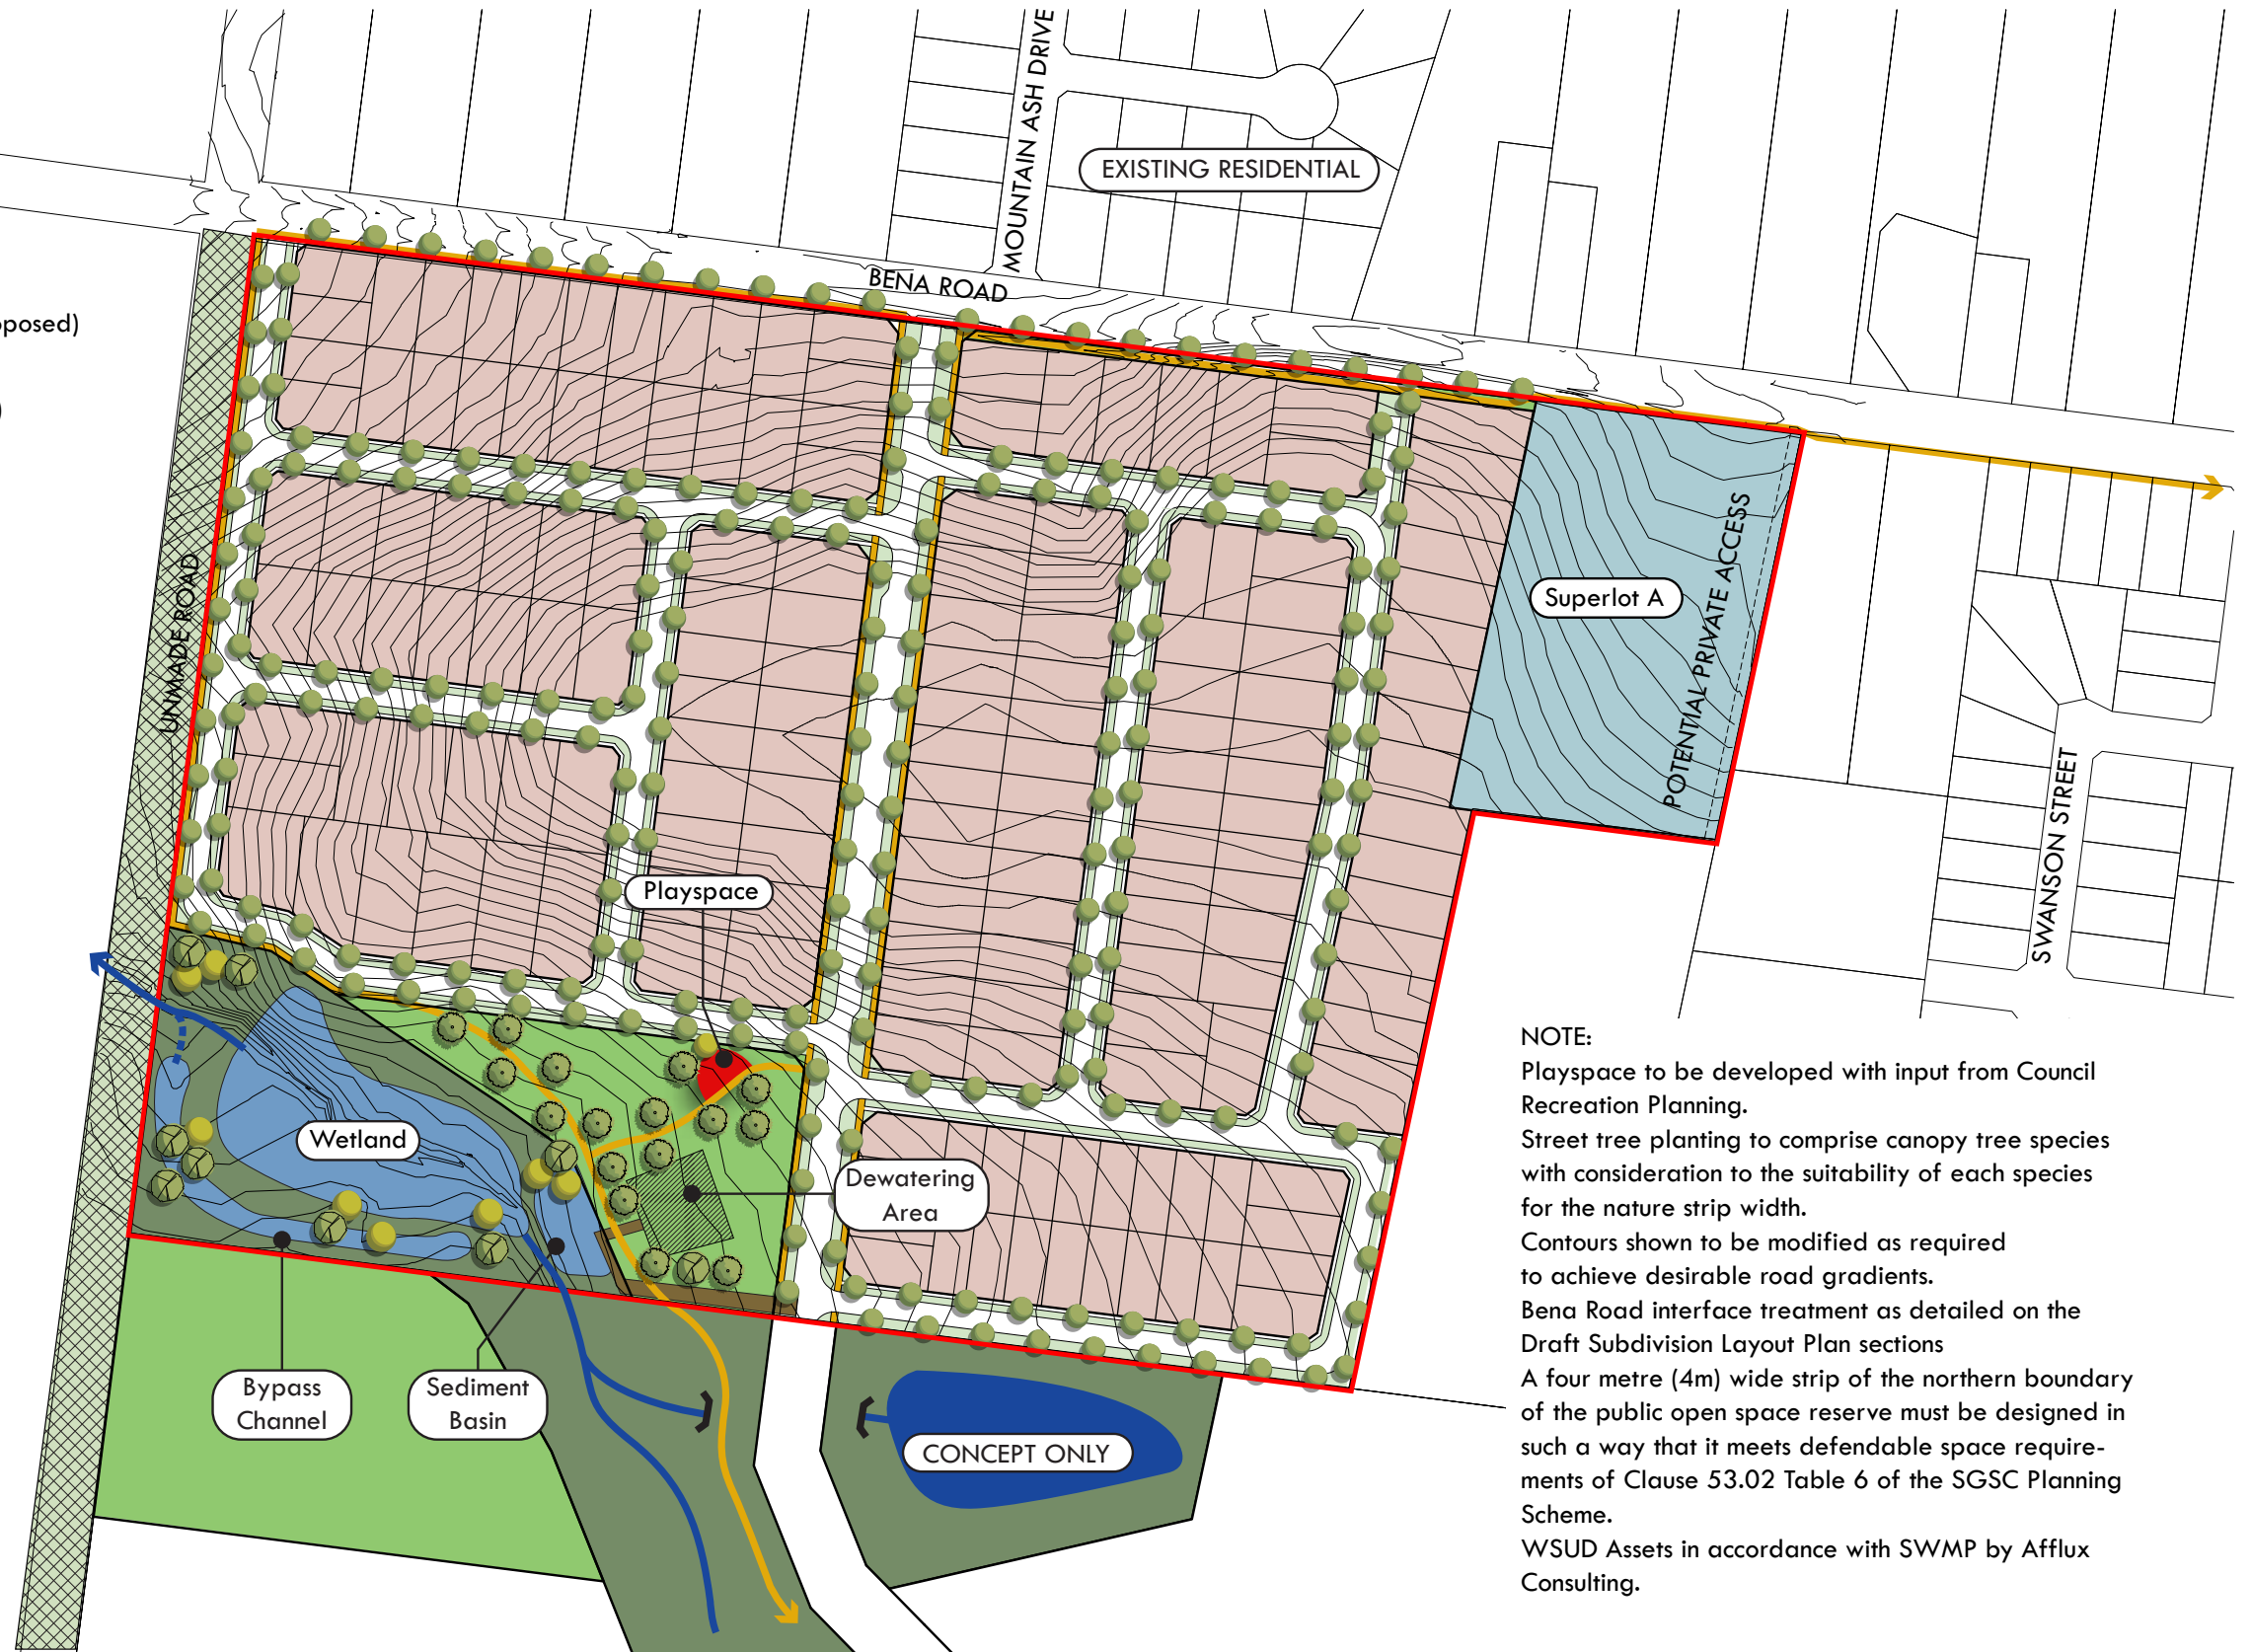 MOUNTAIN ASH DRIVE
EXISTING RESIDENTIAL
BENA ROAD
posed)
)
UNMADE ROAD
Superlot A
POTENTIAL PRIVATE ACCESS
SWANSON STREET
Playspace
Wetland
Dewatering
Area
Bypass
Channel
Sediment
Basin
CONCEPT ONLY
NOTE:
Playspace to be developed with input from Council
Recreation Planning.
Street tree planting to comprise canopy tree species
with consideration to the suitability of each species
for the nature strip width.
Contours shown to be modified as required
to achieve desirable road gradients.
Bena Road interface treatment as detailed on the
Draft Subdivision Layout Plan sections
A four metre (4m) wide strip of the northern boundary
of the public open space reserve must be designed in
such a way that it meets defendable space require-
ments of Clause 53.02 Table 6 of the SGSC Planning
Scheme.
WSUD Assets in accordance with SWMP by Afflux
Consulting.